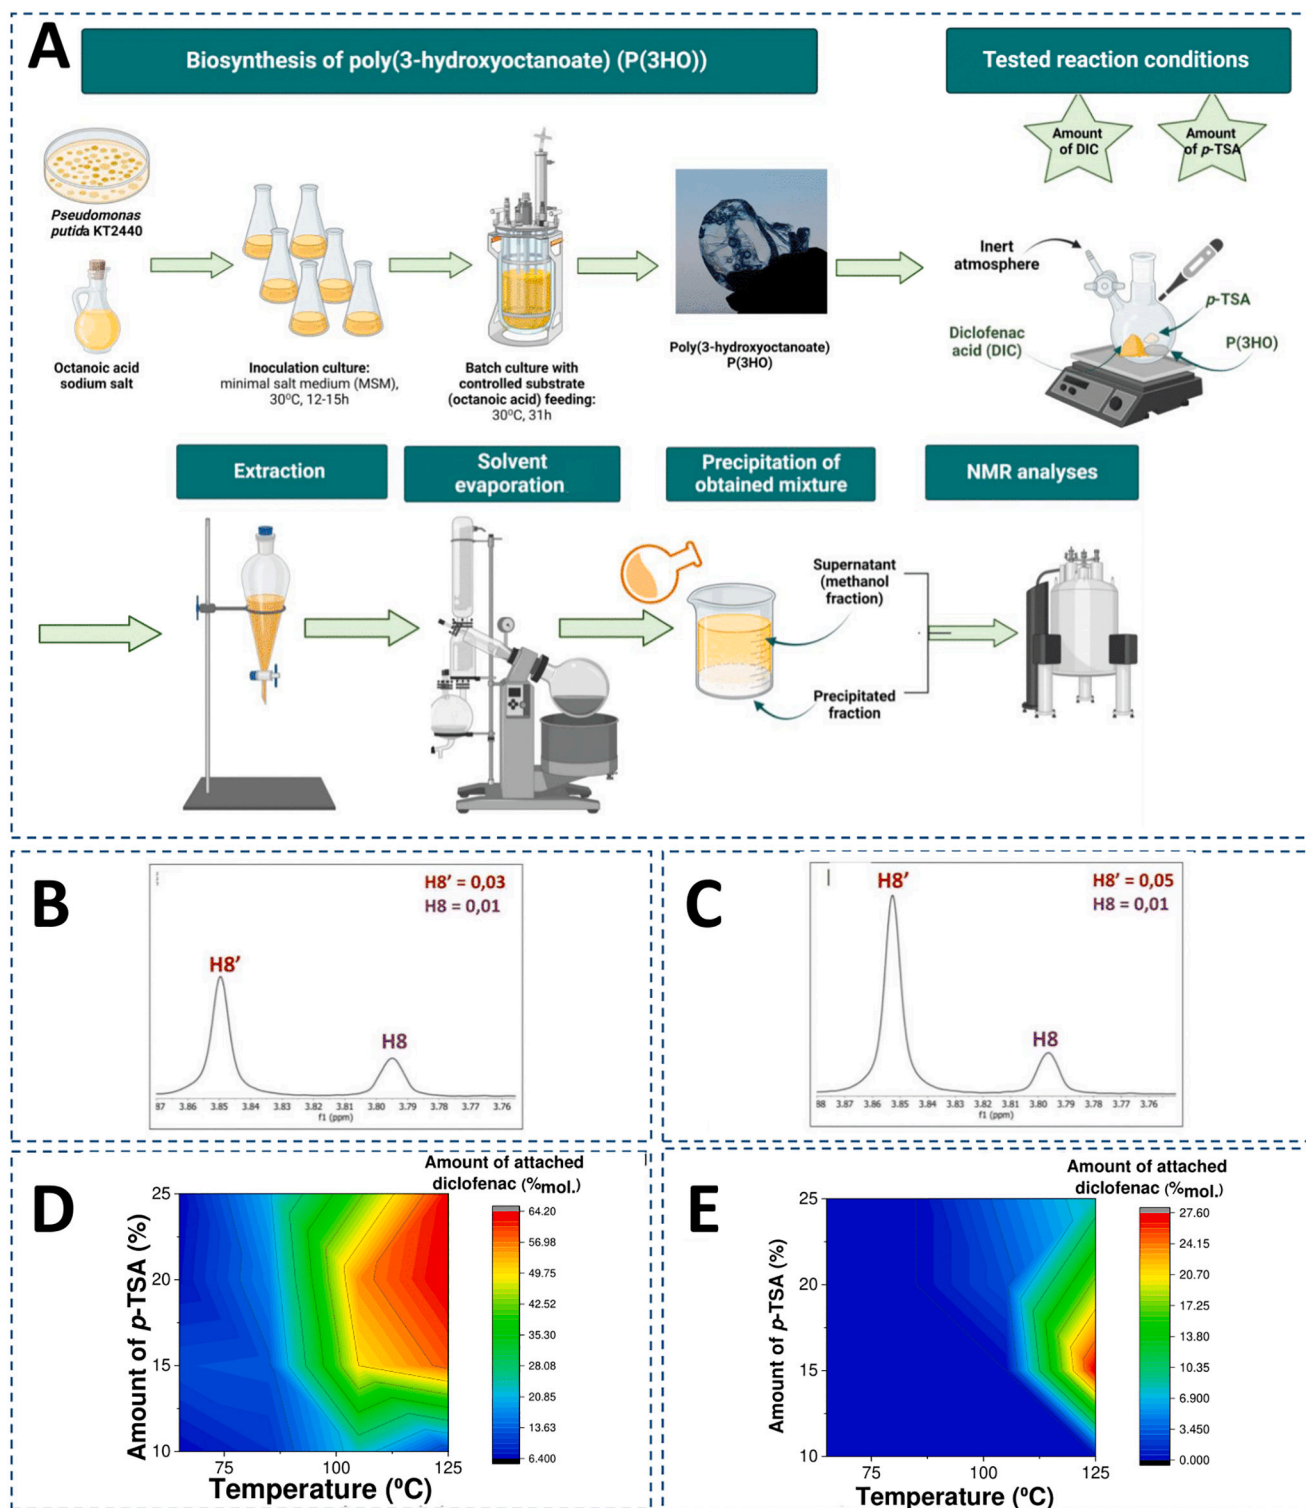 A
Biosynthesis of poly(3-hydroxyoctanoate) (P(3HO))
Tested reaction conditions
Amount
of DIC
Amount
of p-TSA
Pseudomonas
putida KT2440
Octanoic acid
sodium salt
Inoculation culture:
minimal salt medium (MSM),
30ºC, 12-15h
Batch culture with
controlled substrate
(octanoic acid) feeding:
30ºC, 31h
Poly(3-hydroxyoctanoate)
P(3HO)
Inert
atmosphere
p-TSA
Diclofenac
acid (DIC)
P(3HO)
Extraction
Solvent
evaporation
Precipitation of
obtained mixture
NMR analyses
Supernatant
(methanol
fraction)
Precipitated
fraction
B
H8' = 0,03
H8 = 0,01
H8'
H8
87 3.86 3.85 3.84 3.83 3.82 3.81 3.80 3.79 3.78 3.77 3.76
f1 (ppm)
C
H8' = 0,05
H8 = 0,01
H8'
H8
88 3.87 3.86 3.85 3.84 3.83 3.82 3.81 3.80 3.79 3.78 3.77 3.76
f1 (ppm)
D
Amount of attached
diclofenac (%mol.)
Amount of p-TSA (%)
25
20
15
10
75 100 125
Temperature (ºC)
64.20
56.98
49.75
42.52
35.30
28.08
20.85
13.63
6.400
E
Amount of attached
diclofenac (%mol.)
Amount of p-TSA (%)
25
20
15
10
75 100 125
Temperature (ºC)
27.60
24.15
20.70
17.25
13.80
10.35
6.900
3.450
0.000